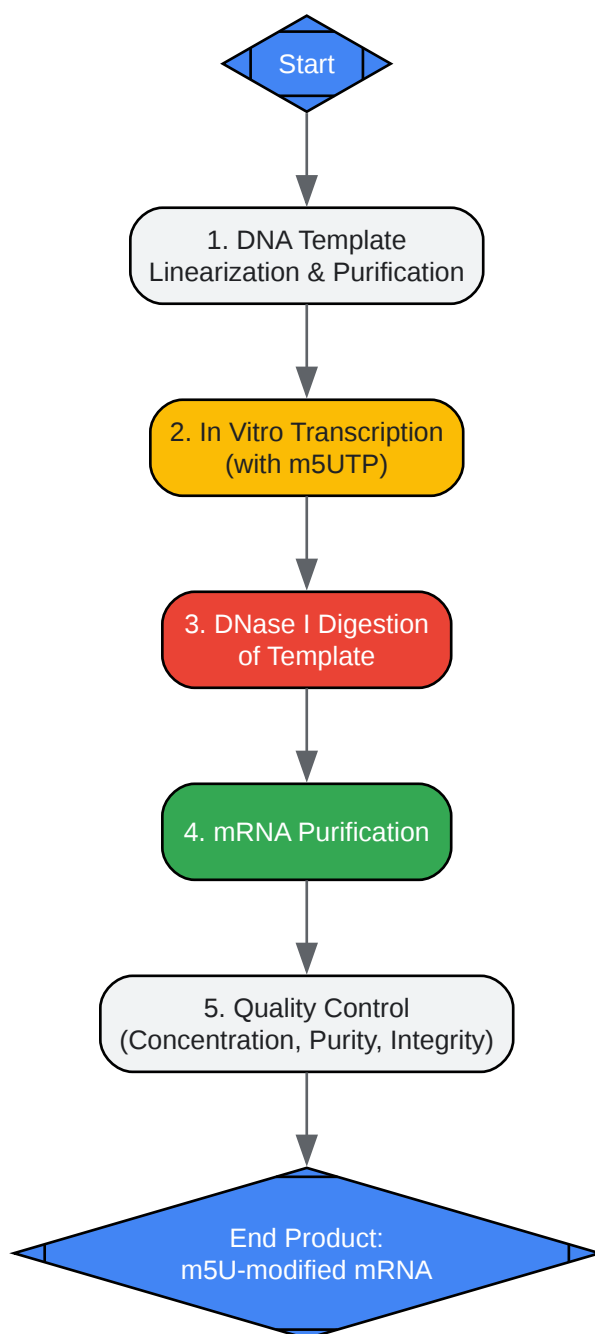 Start
1. DNA Template
Linearization & Purification
2. In Vitro Transcription
(with m5UTP)
3. DNase I Digestion
of Template
4. mRNA Purification
5. Quality Control
(Concentration, Purity, Integrity)
End Product:
m5U-modified mRNA